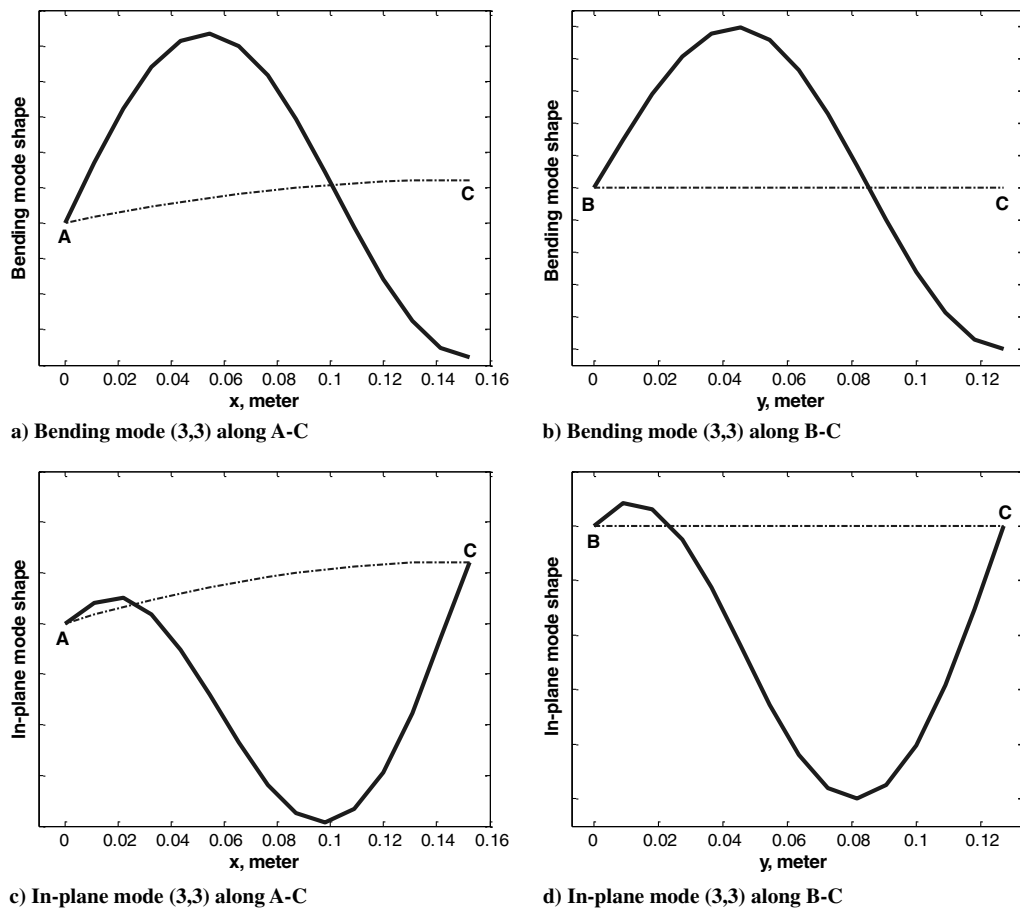 Bending mode shape
A
C
0 0.02 0.04 0.06 0.08 0.1 0.12 0.14 0.16
x, meter
a) Bending mode (3,3) along A-C
Bending mode shape
B
C
0 0.02 0.04 0.06 0.08 0.1 0.12
y, meter
b) Bending mode (3,3) along B-C
In-plane mode shape
A
C
0 0.02 0.04 0.06 0.08 0.1 0.12 0.14 0.16
x, meter
c) In-plane mode (3,3) along A-C
In-plane mode shape
B
C
0 0.02 0.04 0.06 0.08 0.1 0.12
y, meter
d) In-plane mode (3,3) along B-C